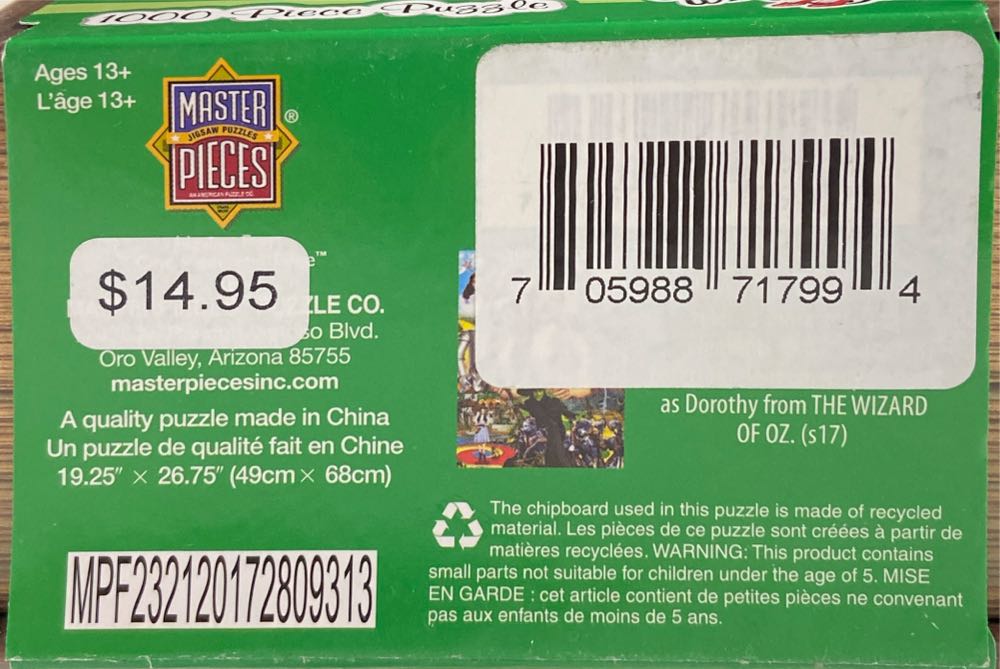 1000 Piece Puzzle
Ages 13+
L'âge 13+
MASTER
JIGSAW PUZZLES
PIECES
AN AMERICAN PUZZLE CO.
®
™
$14.95
CO.
Blvd.
Oro Valley, Arizona 85755
masterpiecesinc.com
A quality puzzle made in China
Un puzzle de qualité fait en Chine
19.25" × 26.75" (49cm × 68cm)
MPF232120172809313
7 05988 71799 4
as Dorothy from THE WIZARD
OF OZ. (s17)
The chipboard used in this puzzle is made of recycled
material. Les pièces de ce puzzle sont créées à partir de
matières recyclées. WARNING: This product contains
small parts not suitable for children under the age of 5. MISE
EN GARDE : cet article contient de petites pièces ne convenant
pas aux enfants de moins de 5 ans.